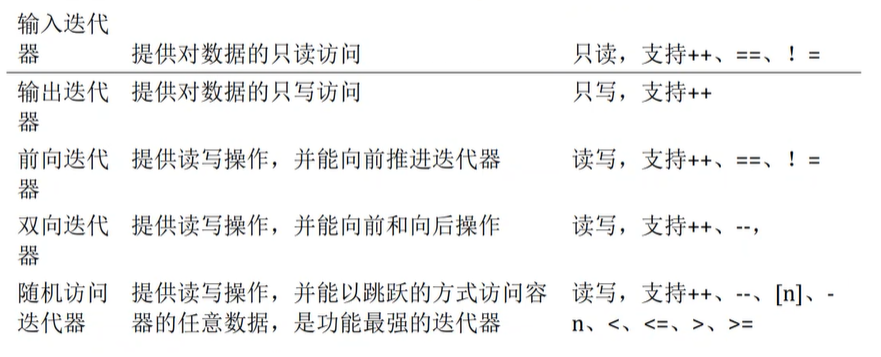 输入迭代
器 提供对数据的只读访问 只读，支持++、==、！=
输出迭代 提供对数据的只写访问 只写，支持++
器
前向迭代 提供读写操作，并能向前推进迭代器 读写，支持++、==、！=
器
双向迭代 提供读写操作，并能向前和向后操作 读写，支持++、--，
器
随机访问 提供读写操作，并能以跳跃的方式访问容 读写，支持++、--、[n]、-
迭代器 器的任意数据，是功能最强的迭代器 n、<、<=、>、>=